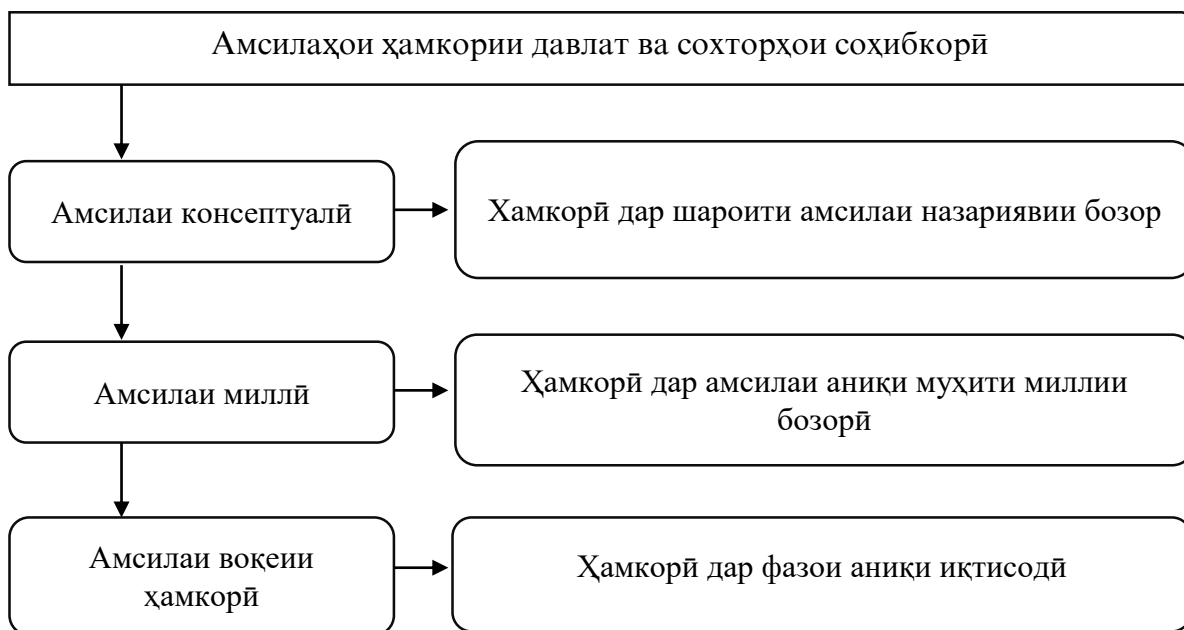 Амсилаҳои ҳамкории давлат ва сохторҳои соҳибкорӣ
Амсилаи консептуалӣ
Хамкорӣ дар шароити амсилаи назариявии бозор
Амсилаи миллӣ
Ҳамкорӣ дар амсилаи аниқи муҳити миллии
бозорӣ
Амсилаи воқеии
ҳамкорӣ
Ҳамкорӣ дар фазои аниқи иқтисодӣ